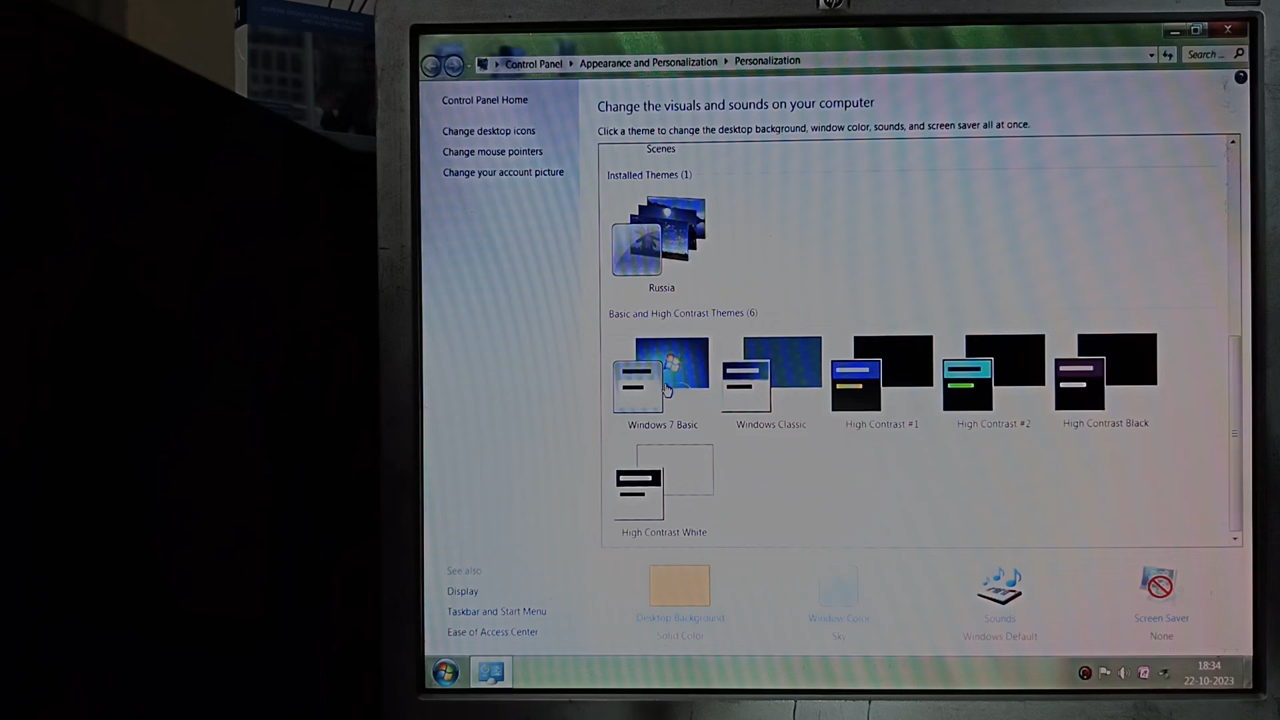 Control Panel ▸ Appearance and Personalization ▸ Personalization
Search ...
Control Panel Home
Change desktop icons
Change mouse pointers
Change your account picture
Change the visuals and sounds on your computer
Click a theme to change the desktop background, window color, sounds, and screen saver all at once.
Scenes
Installed Themes (1)
Russia
Basic and High Contrast Themes (6)
Windows 7 Basic
Windows Classic
High Contrast #1
High Contrast #2
High Contrast Black
High Contrast White
See also
Display
Taskbar and Start Menu
Ease of Access Center
Desktop Background
Solid Color
Window Color
Sky
Sounds
Windows Default
Screen Saver
None
18:34
22-10-2023